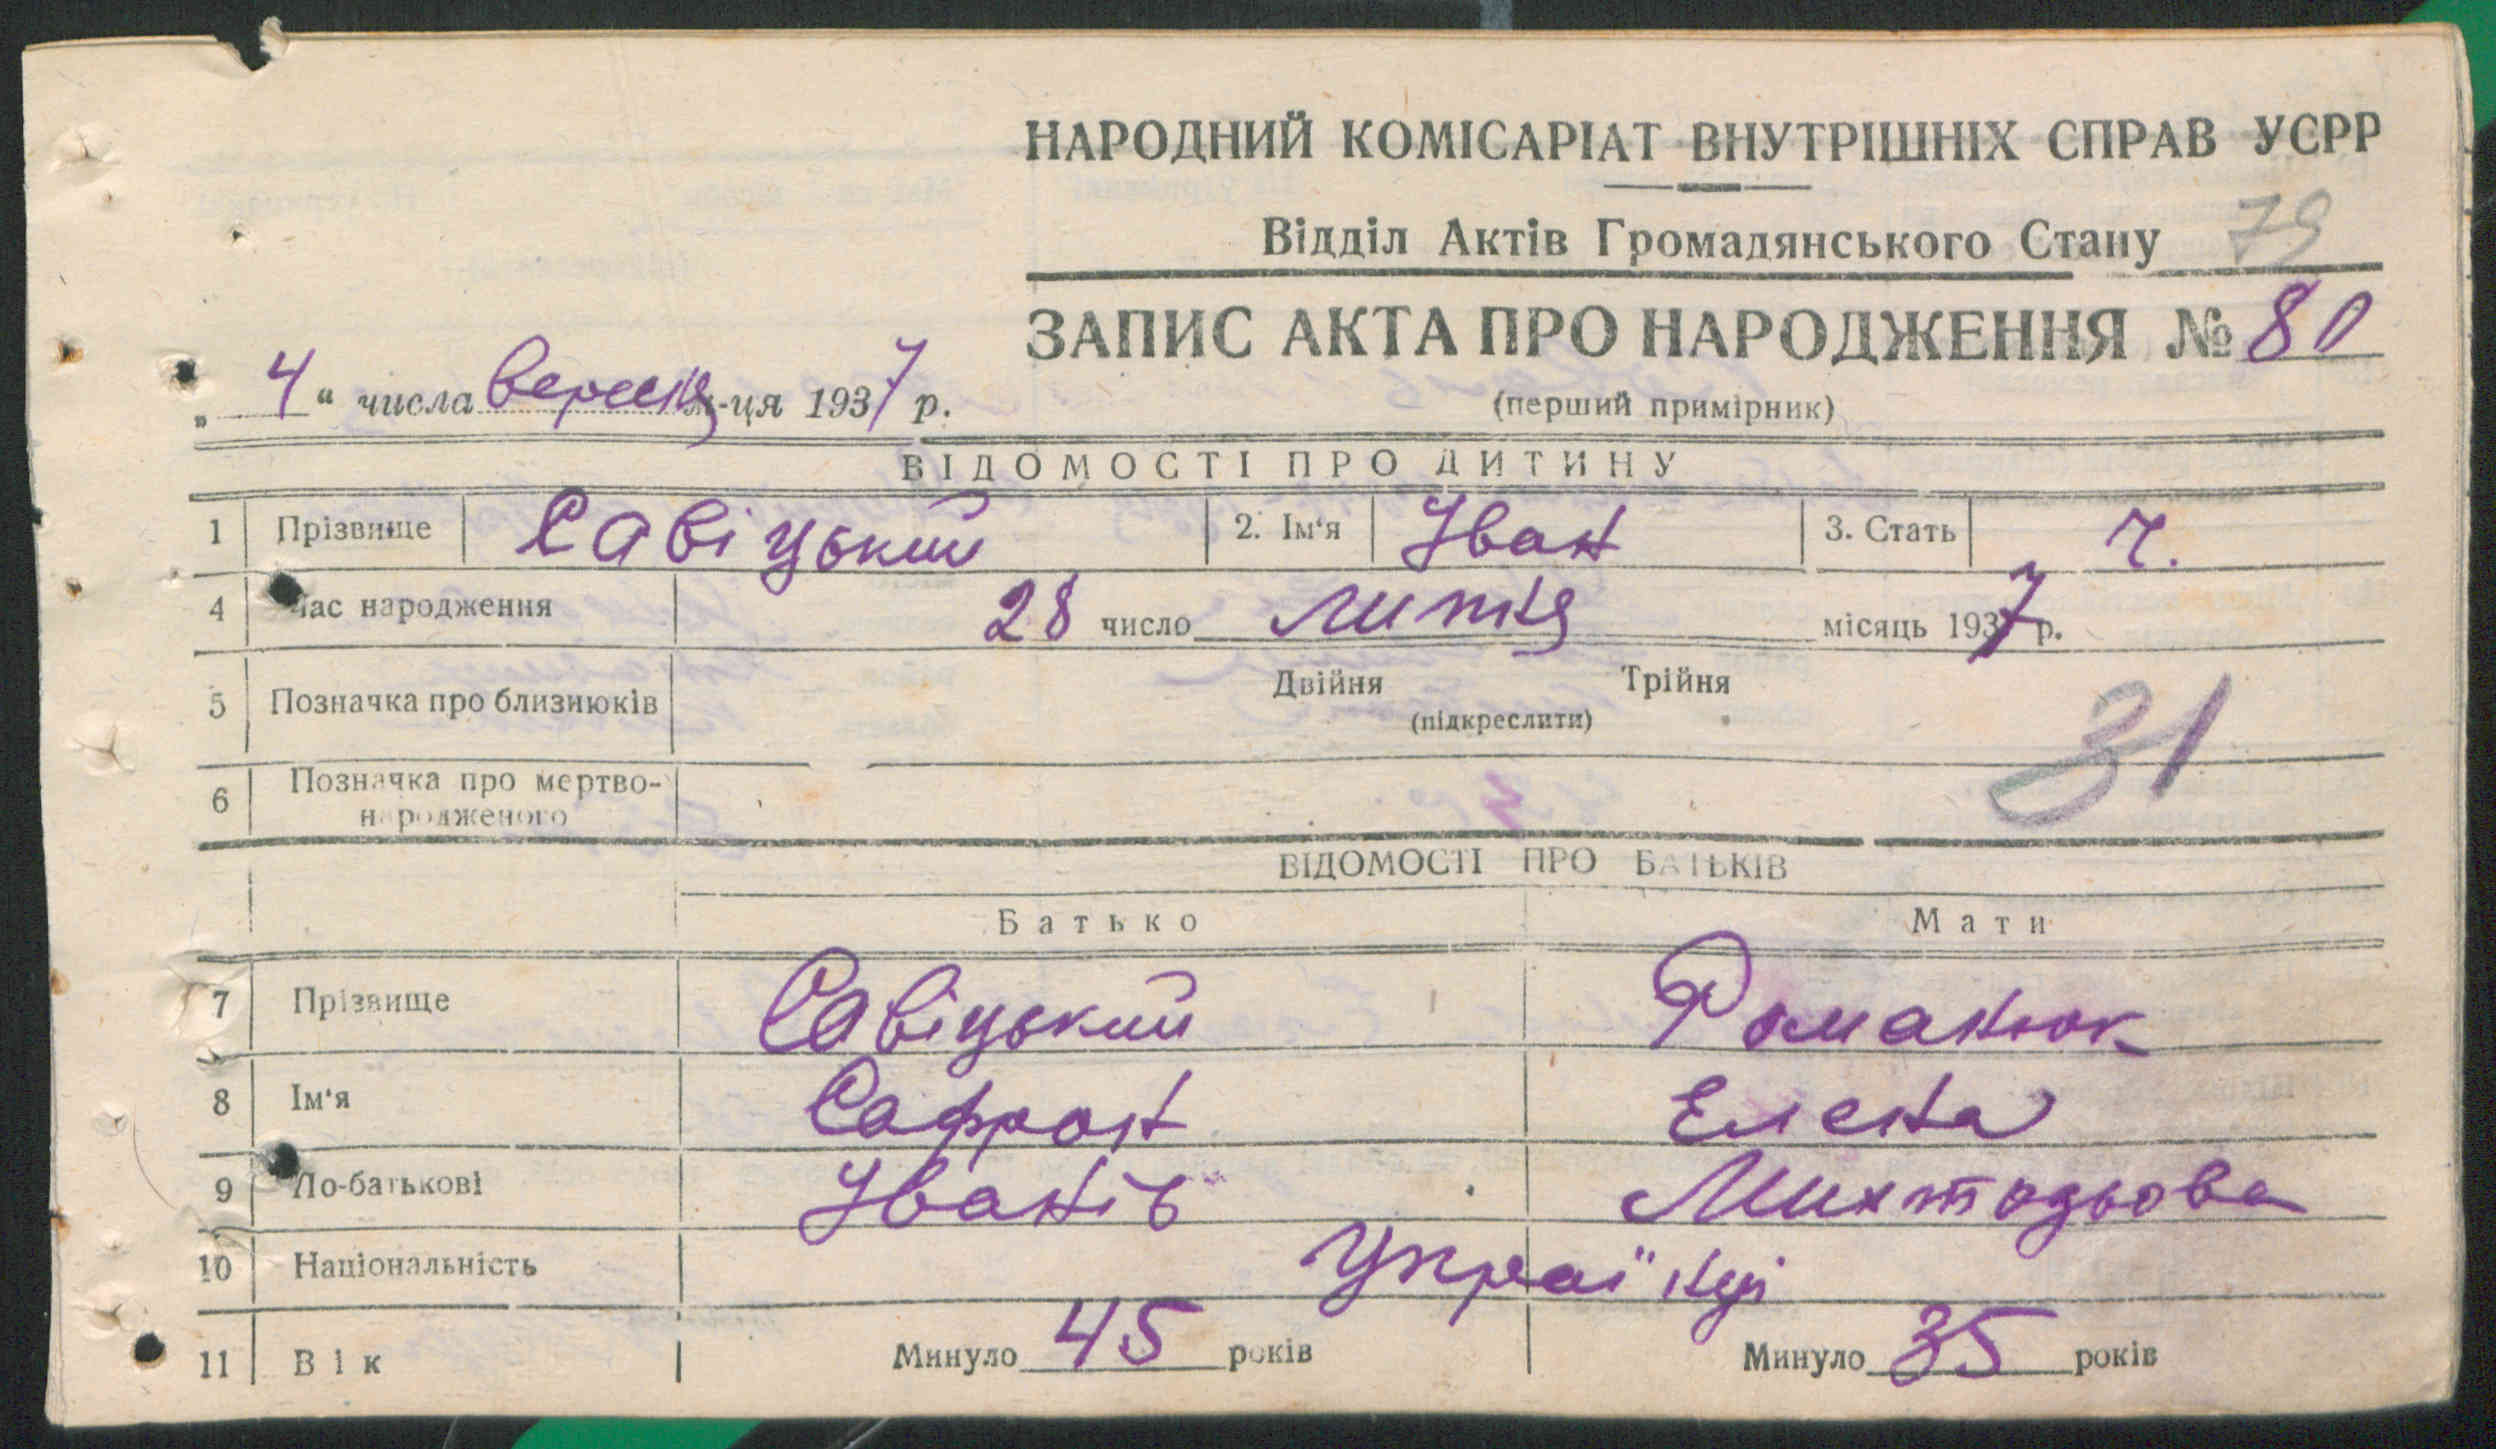 НАРОДНИЙ КОМІСАРІАТ ВНУТРІШНІХ СПРАВ УСРР
Відділ Актів Громадянського Стану 79
ЗАПИС АКТА ПРО НАРОДЖЕННЯ № 80
„ 4 “ числа вересня м-ця 1937 р.
(перший примірник)
ВІДОМОСТІ ПРО ДИТИНУ
1 Прізвище Савіцький 2. Ім‘я Іван 3. Стать ч.
4 Час народження 28 число липня місяць 1937 р.
5 Позначка про близнюків Двійня Трійня
(підкреслити)
31
6 Позначка про мертво-
народженого
ВІДОМОСТІ ПРО БАТЬКІВ
Батько Мати
7 Прізвище Савіцький Романюк
8 Ім‘я Сафрон Елена
9 По-батькові Іванів
10 Національність Українці
11 Вік Минуло 45 років Минуло 35 років